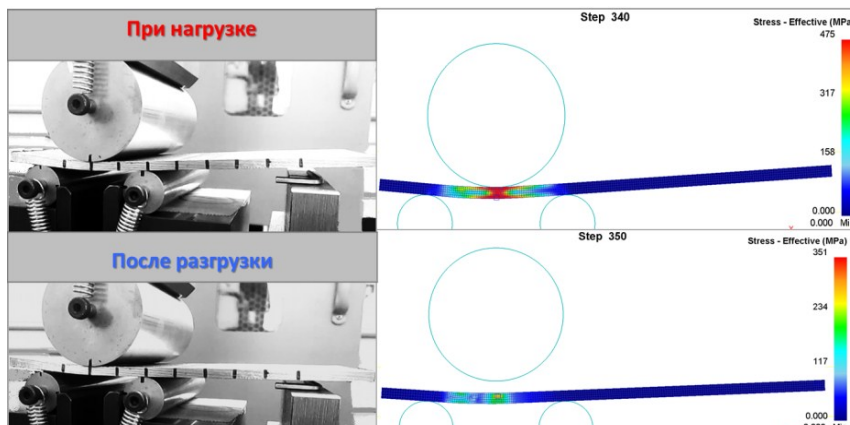 При нагрузке
Step 340
Stress - Effective (MPa)
475
317
158
0.000
0.000 Mi
После разгрузки
Step 350
Stress - Effective (MPa)
351
234
117
0.000